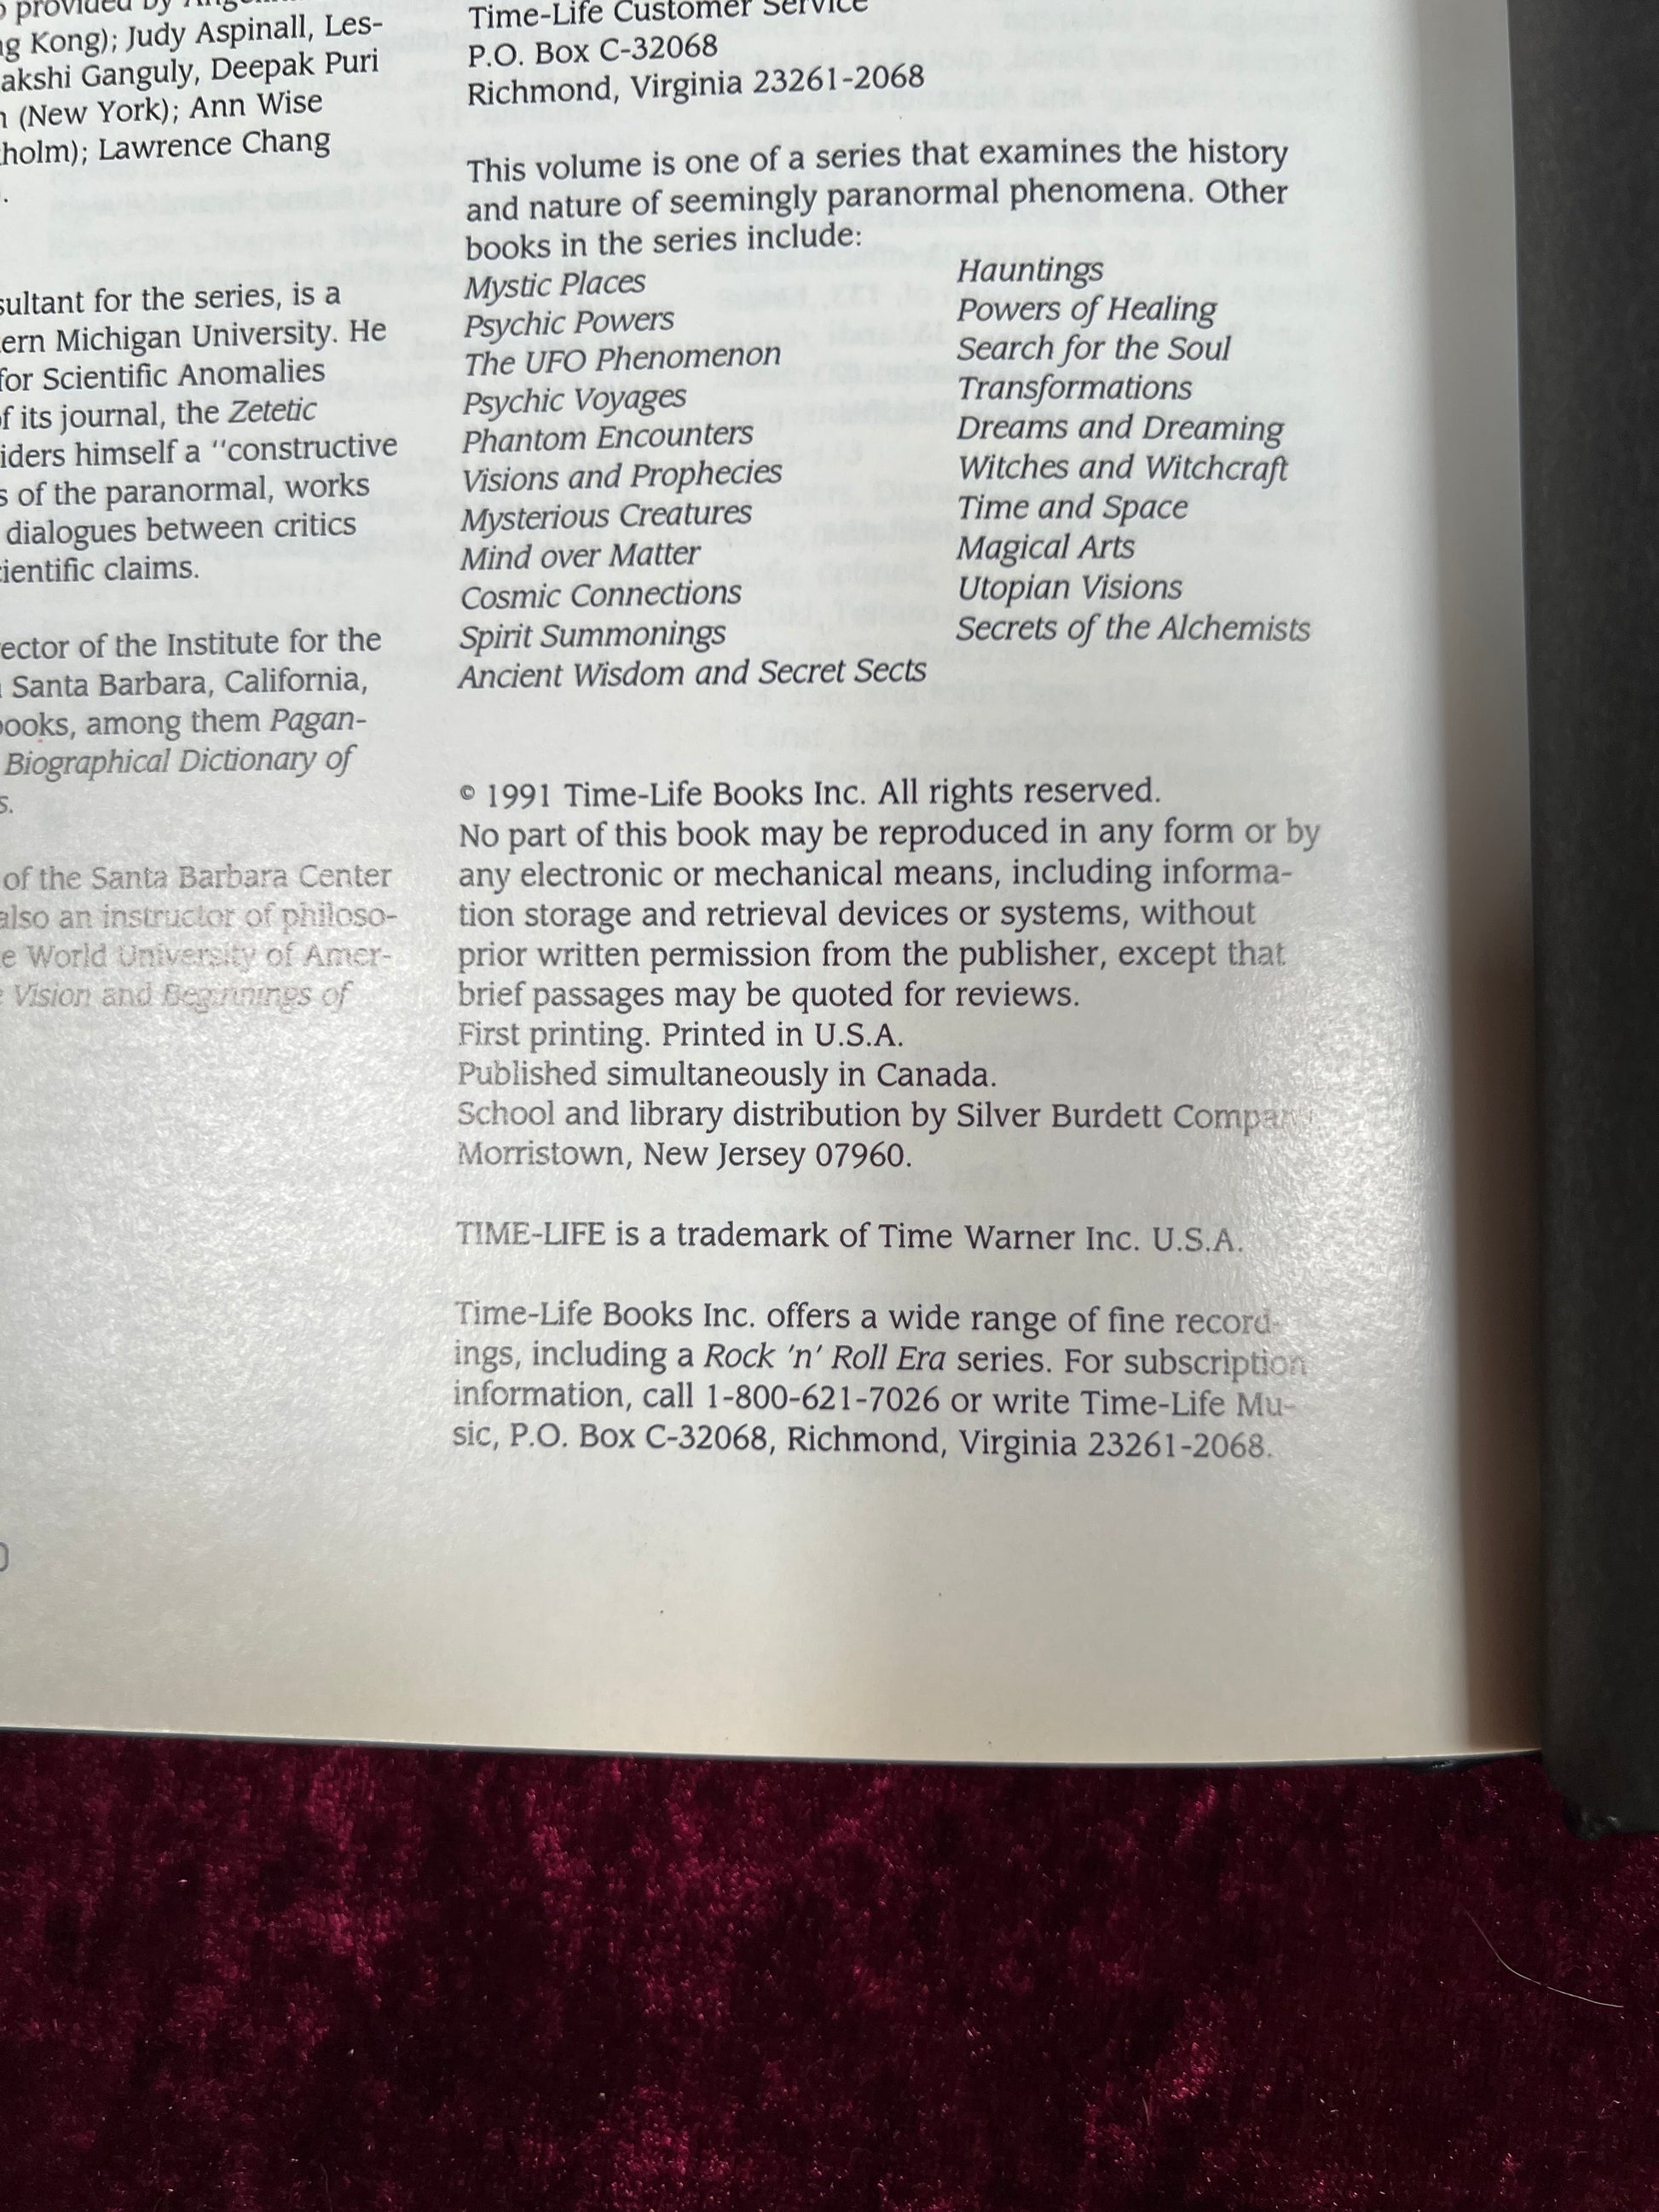 provided by
ng Kong); Judy Aspinall, Les-
akshi Ganguly, Deepak Puri
(New York); Ann Wise
holm); Lawrence Chang
sultant for the series, is a
ern Michigan University. He
for Scientific Anomalies
of its journal, the Zetetic
iders himself a "constructive
s of the paranormal, works
dialogues between critics
ientific claims.
ector of the Institute for the
Santa Barbara, California,
books, among them Pagan-
Biographical Dictionary of
s.
of the Santa Barbara Center
also an instructor of philoso-
e World University of Amer-
Vision and Beginnings of
Time-Life Customer Service
P.O. Box C-32068
Richmond, Virginia 23261-2068
This volume is one of a series that examines the history
and nature of seemingly paranormal phenomena. Other
books in the series include:
Mystic Places
Psychic Powers
The UFO Phenomenon
Psychic Voyages
Phantom Encounters
Visions and Prophecies
Mysterious Creatures
Mind over Matter
Cosmic Connections
Spirit Summonings
Ancient Wisdom and Secret Sects
Hauntings
Powers of Healing
Search for the Soul
Transformations
Dreams and Dreaming
Witches and Witchcraft
Time and Space
Magical Arts
Utopian Visions
Secrets of the Alchemists
© 1991 Time-Life Books Inc. All rights reserved.
No part of this book may be reproduced in any form or by
any electronic or mechanical means, including informa-
tion storage and retrieval devices or systems, without
prior written permission from the publisher, except that
brief passages may be quoted for reviews.
First printing. Printed in U.S.A.
Published simultaneously in Canada.
School and library distribution by Silver Burdett Company
Morristown, New Jersey 07960.
TIME-LIFE is a trademark of Time Warner Inc. U.S.A.
Time-Life Books Inc. offers a wide range of fine record-
ings, including a Rock 'n' Roll Era series. For subscription
information, call 1-800-621-7026 or write Time-Life Mu-
sic, P.O. Box C-32068, Richmond, Virginia 23261-2068.